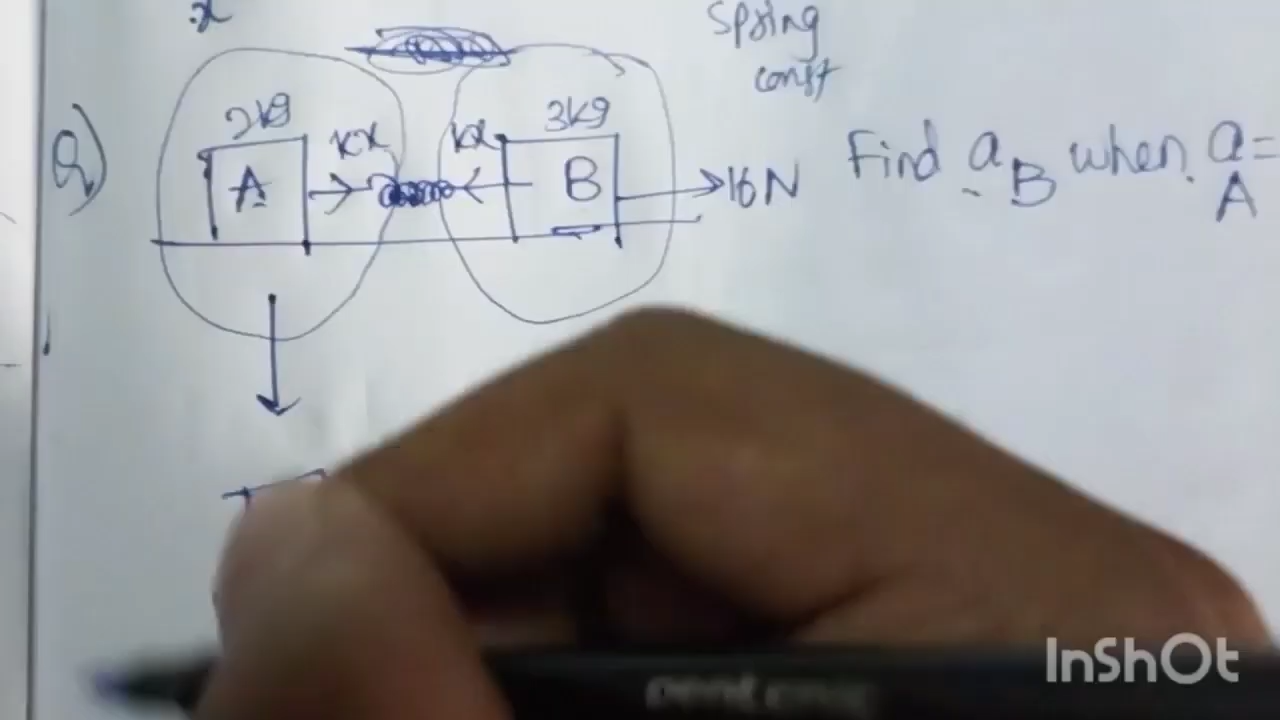 x
Spring
const
Q)
2kg
kx
kx
3kg
A
B
16N
Find a_B when a_A =
InShOt